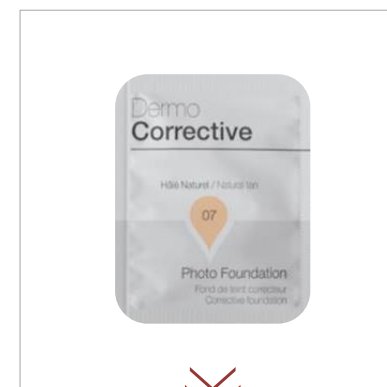 Dermo
Corrective
Hâlé Naturel / Natural tan
07
Photo Foundation
Fond de teint correcteur
Corrective foundation